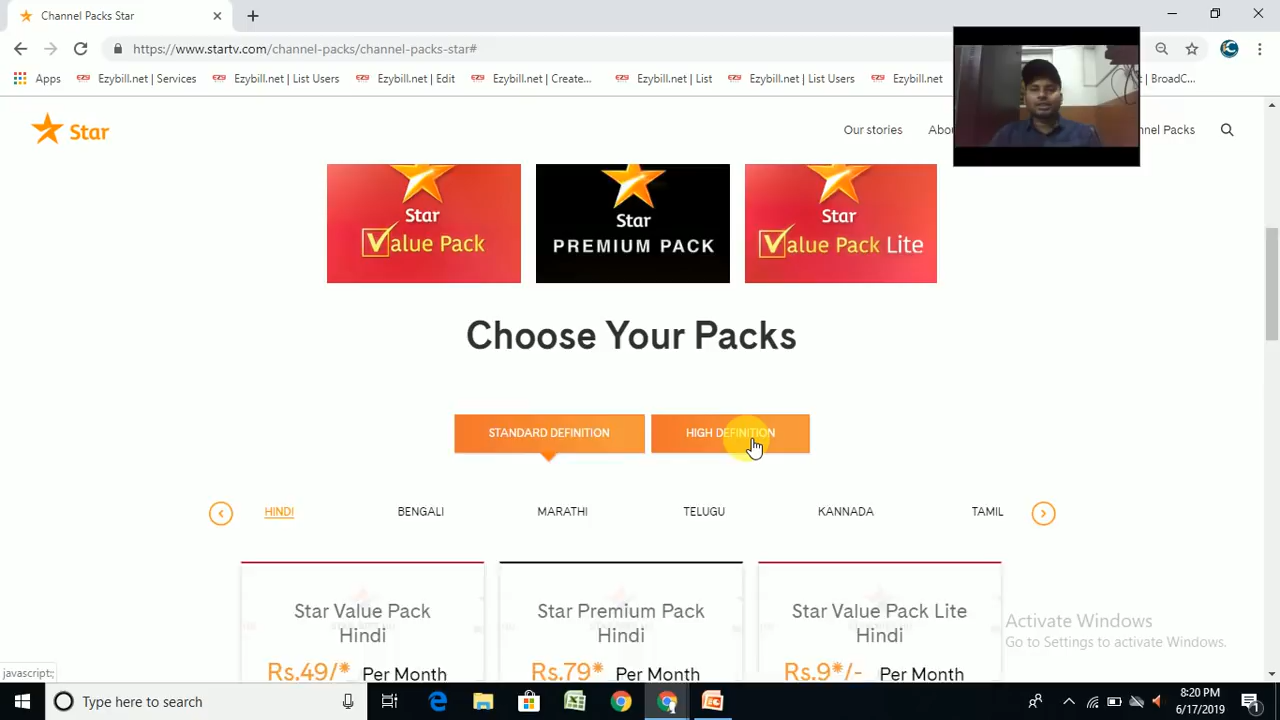 Channel Packs Star
https://www.startv.com/channel-packs/channel-packs-star#
Apps
Ezybill.net | Services
Ezybill.net | List Users
Ezybill.net | Edit
Ezybill.net | Create...
Ezybill.net | List
Ezybill.net | List Users
Ezybill.net
| BroadC...
Star
Our stories
Abou
nnel Packs
Star
Value Pack
Star
PREMIUM PACK
Star
Value Pack Lite
Choose Your Packs
STANDARD DEFINITION
HIGH DEFINITION
HINDI
BENGALI
MARATHI
TELUGU
KANNADA
TAMIL
Star Value Pack
Hindi
Rs.49/* Per Month
Star Premium Pack
Hindi
Rs.79* Per Month
Star Value Pack Lite
Hindi
Rs.9*/- Per Month
Activate Windows
Go to Settings to activate Windows.
javascript:;
Type here to search
8:20 PM
6/17/2019